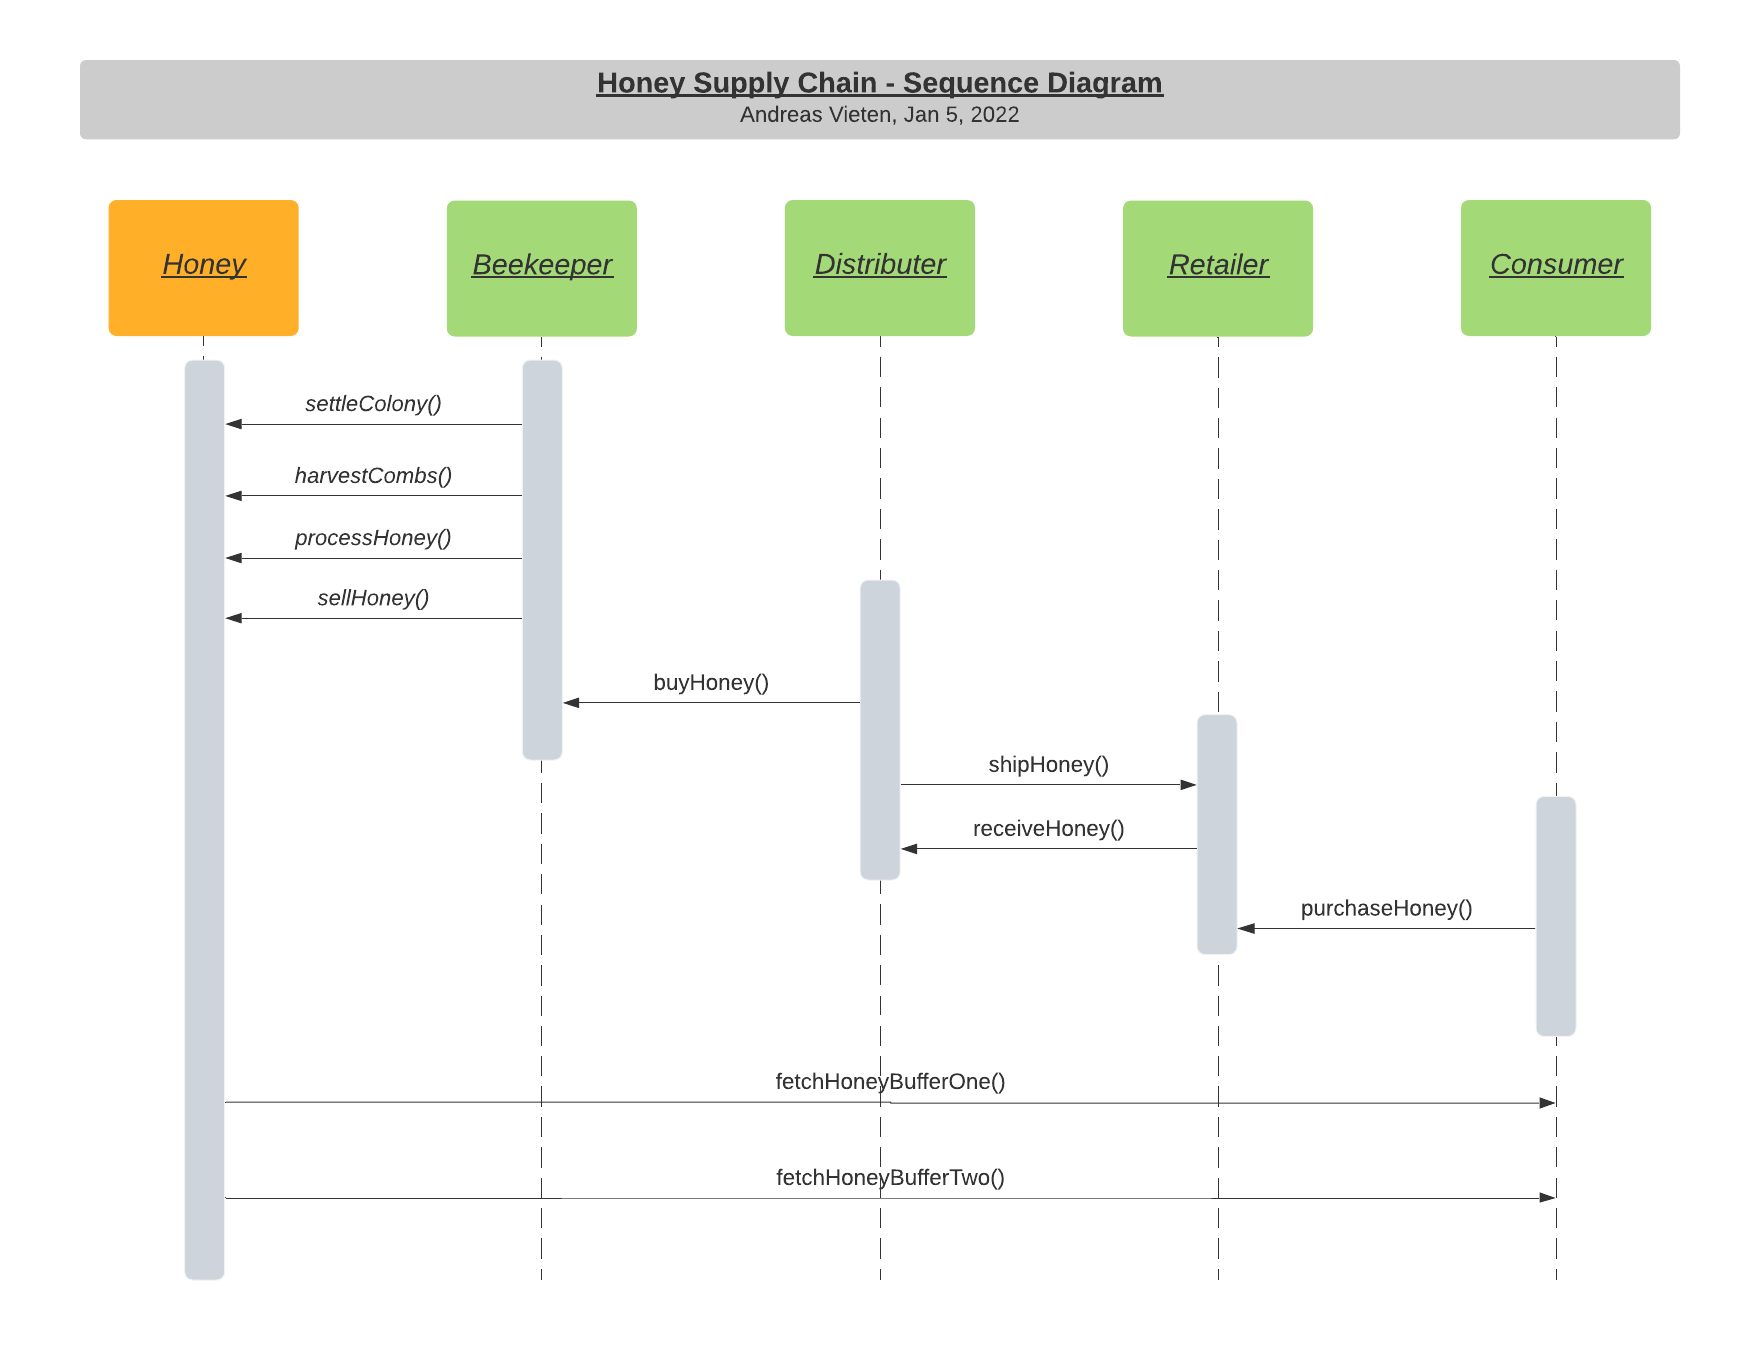 Honey Supply Chain - Sequence Diagram
Andreas Vieten, Jan 5, 2022
Honey
Beekeeper
Distributer
Retailer
Consumer
settleColony()
harvestCombs()
processHoney()
sellHoney()
buyHoney()
shipHoney()
receiveHoney()
purchaseHoney()
fetchHoneyBufferOne()
fetchHoneyBufferTwo()